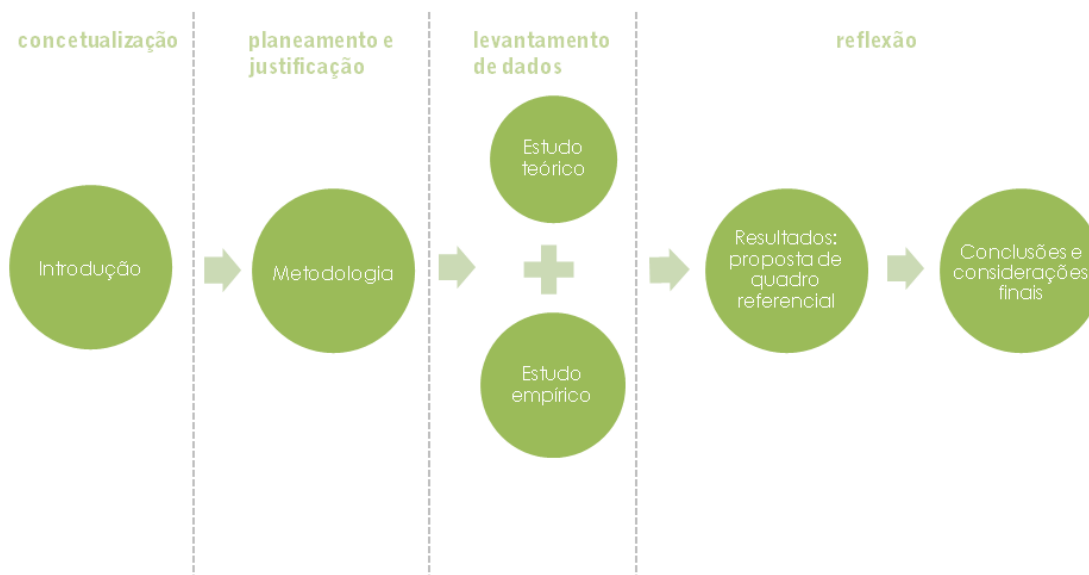 concetualização
planeamento e
justificação
levantamento
de dados
reflexão
Introdução
Metodologia
Estudo
teórico
Estudo
empírico
Resultados:
proposta de
quadro
referencial
Conclusões e
considerações
finais